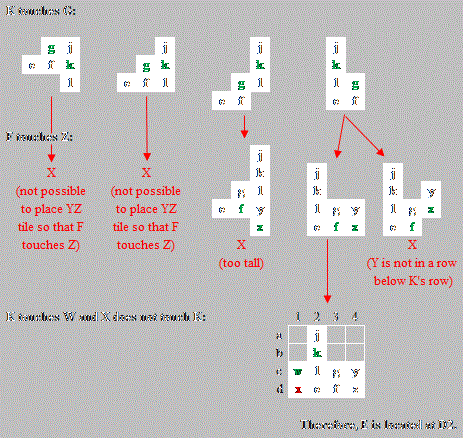 K touches G:
g j j j j
e f k g k k k
l e f l g l l g
e f e f
F touches Z:
j
X X k j j
(not possible (not possible g l k k y
to place YZ to place YZ e f y l g y l g z
tile so that F tile so that F z e f z e f
touches Z) touches Z) X X
(too tall) (Y is not in a row
below K's row)
K touches W and X does not touch K: 1 2 3 4
a j
b k
c w l g y
d x e f z
Therefore, E is located at D2.